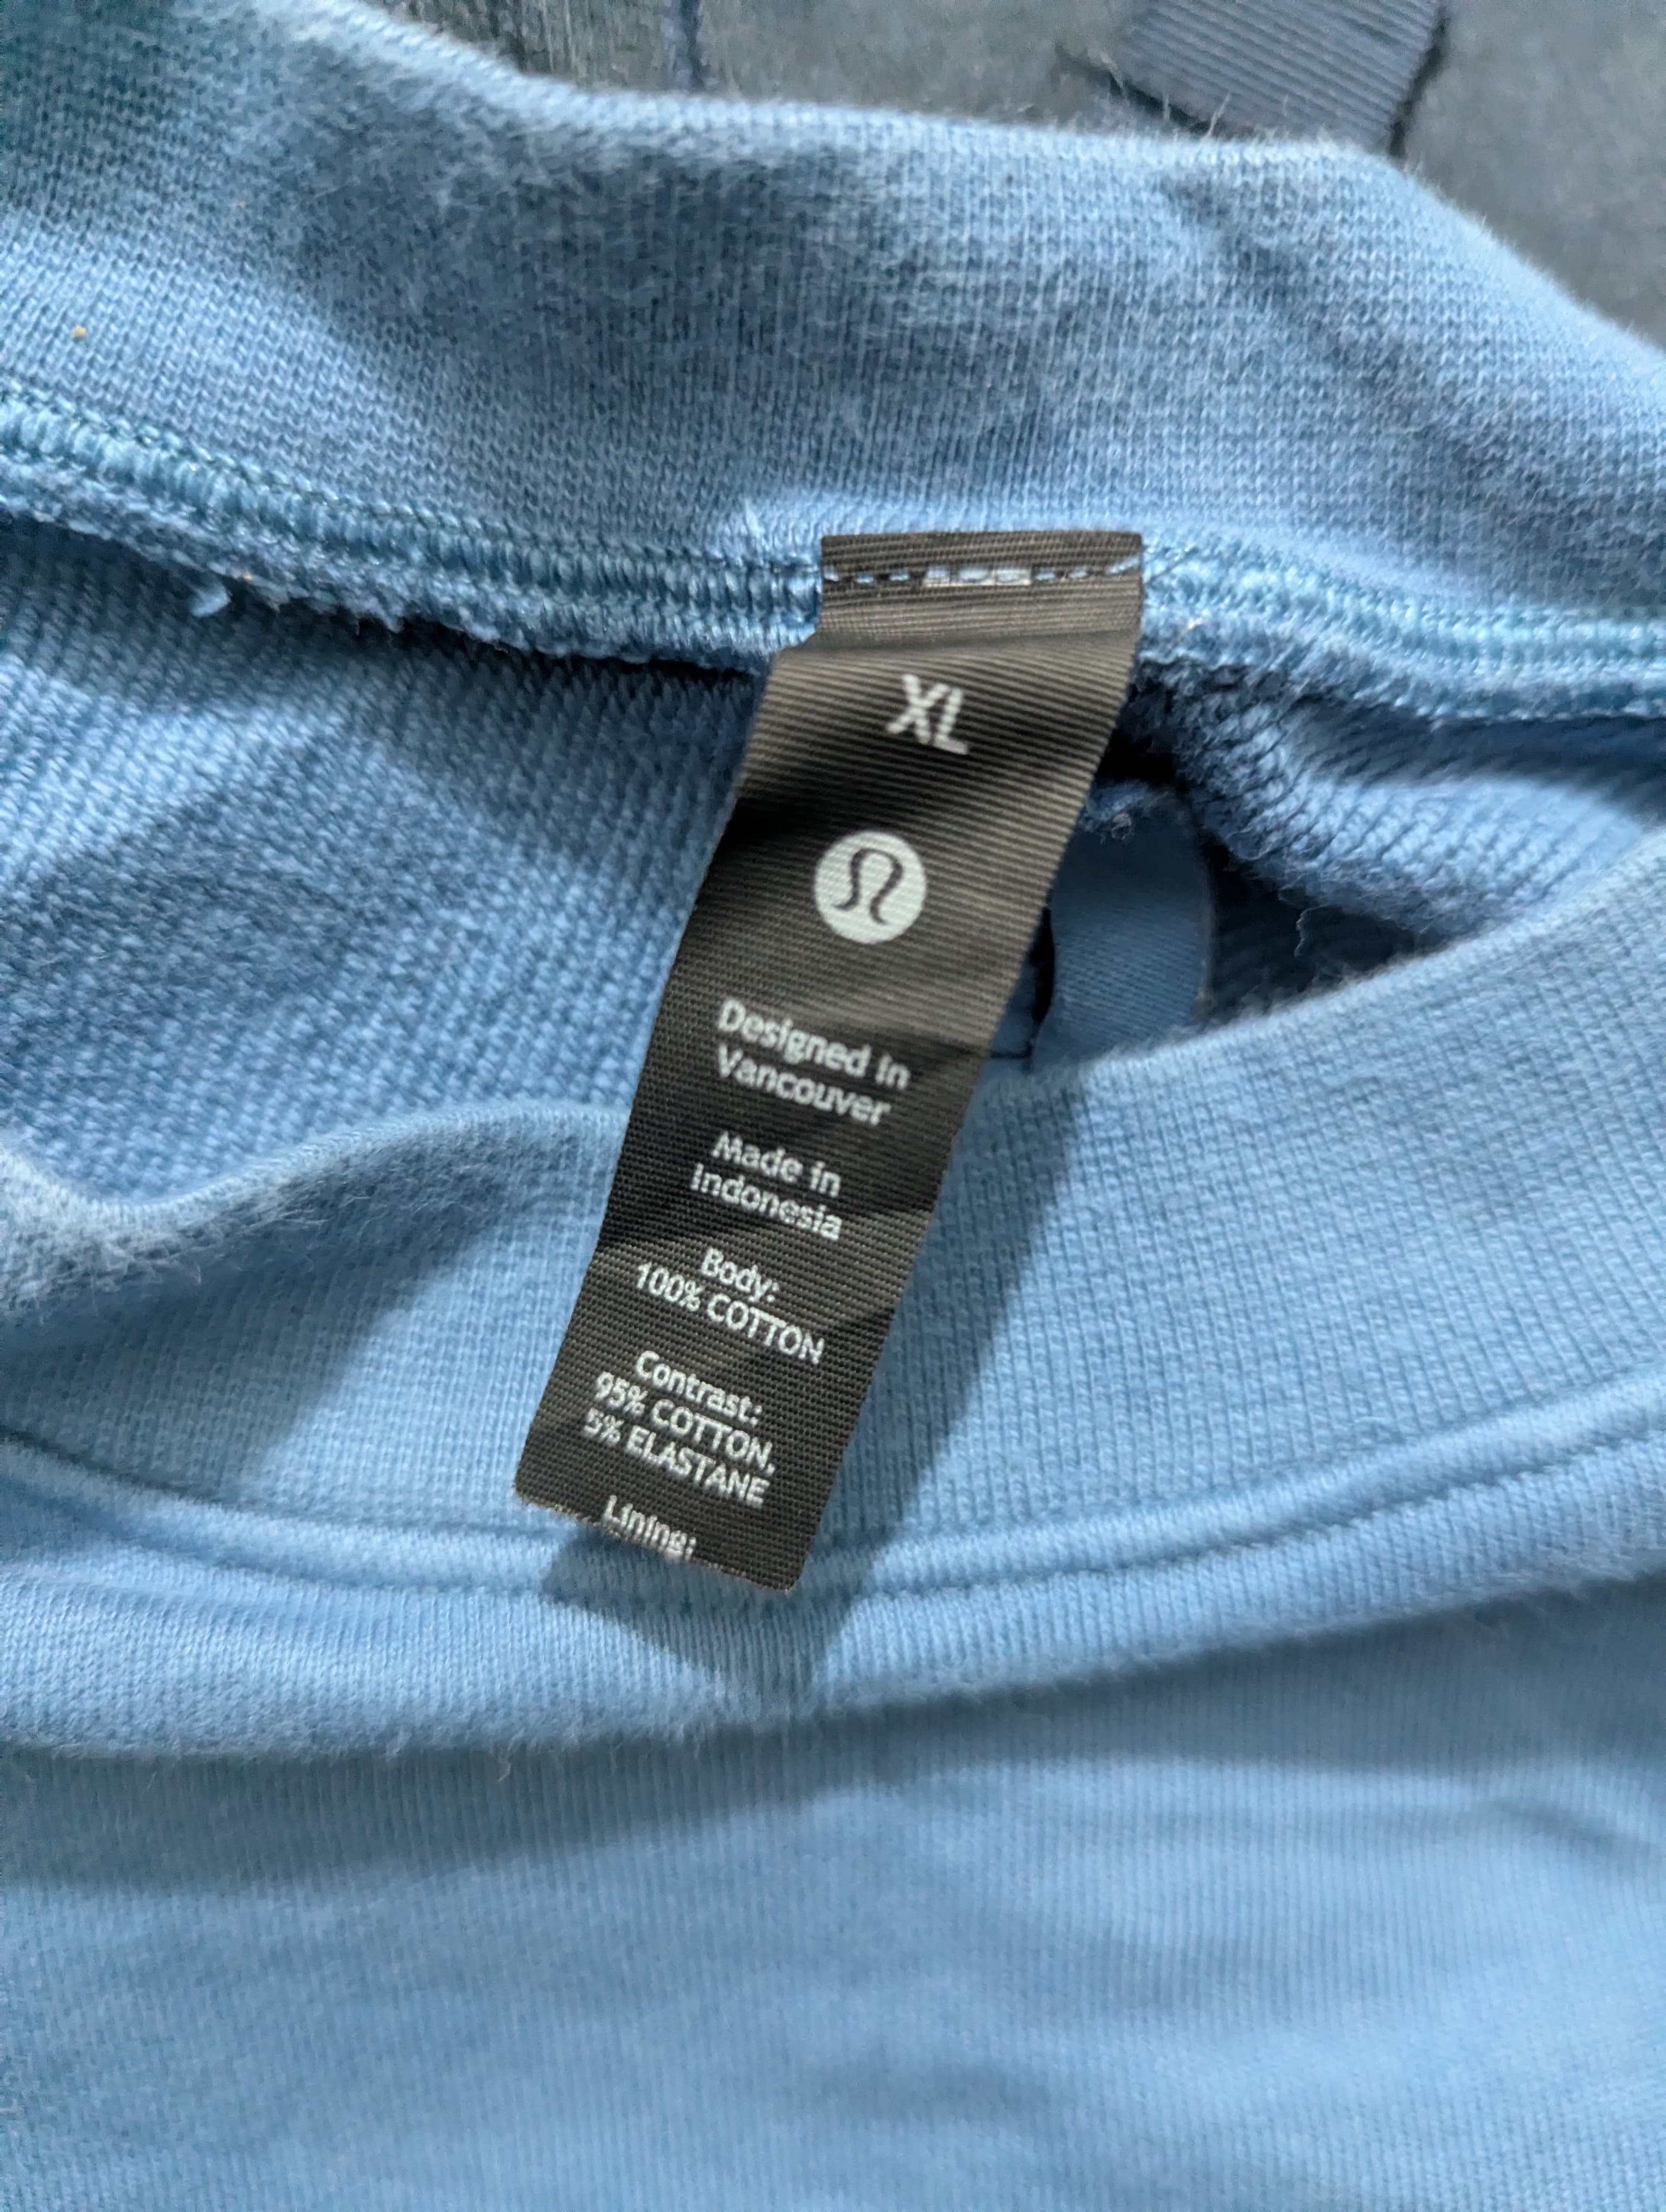 XL
Designed in
Vancouver
Made in
Indonesia
Body:
100% COTTON
Contrast:
95% COTTON,
5% ELASTANE
Lining: